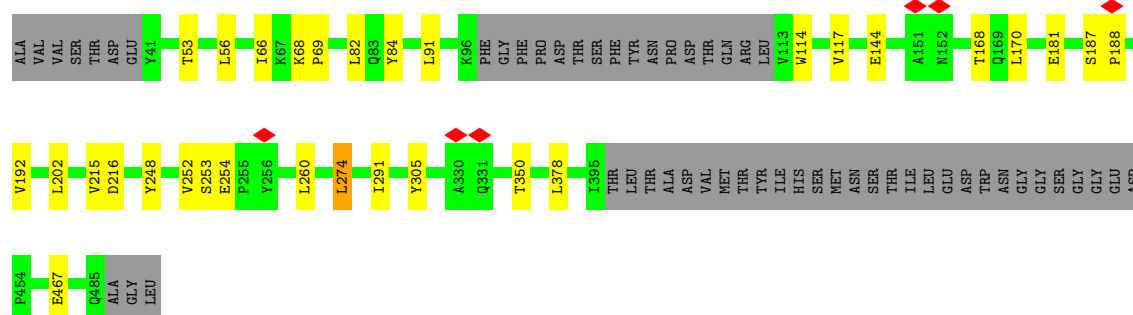 ALA VAL VAL SER THR ASP GLU Y41 T53 L56 I66 K67 K68 P69 L82 Q83 Y84 L91 K96 PHE GLY PHE PRO ASP THR SER PHE TYR ASN PRO ASP THR GLN ARG LEU V113 W114 V117 E144 A151 N152 T168 Q169 L170 E181 S187 P188
V192 L202 V215 D216 Y248 V252 S253 E254 P255 Y256 L260 L274 I291 Y305 A330 Q331 T350 L378 I395 THR LEU THR ALA ASP VAL MET THR TYR ILE HIS SER MET ASN SER THR ILE LEU GLU ASP TRP ASN GLY GLY SER GLY GLY GLU ASP
P454 E467 Q485 ALA GLY LEU